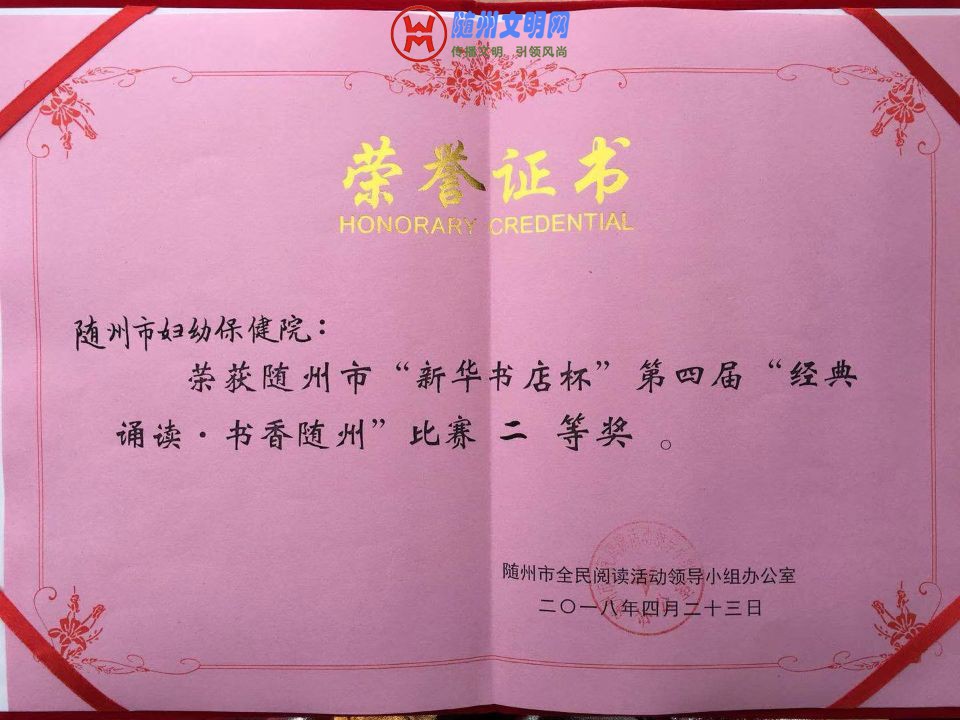 随州文明网
传播文明 引领风尚
荣誉证书
HONORARY CREDENTIAL
随州市妇幼保健院：
荣获随州市“新华书店杯”第四届“经典
诵读·书香随州”比赛 二 等奖 。
随州市全民阅读活动领导小组办公室
二〇一八年四月二十三日